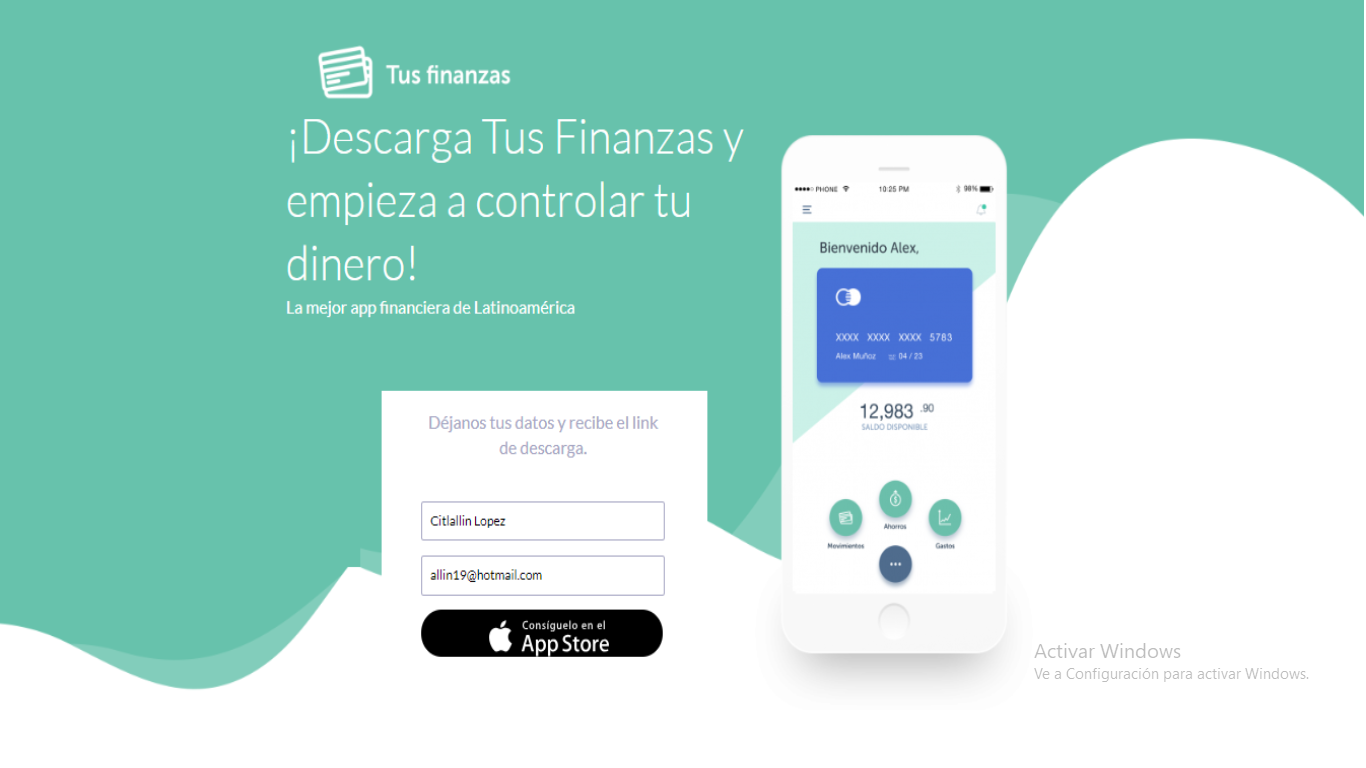 Tus finanzas
¡Descarga Tus Finanzas y
empieza a controlar tu
dinero!
La mejor app financiera de Latinoamérica
Déjanos tus datos y recibe el link
de descarga.
Citlallin Lopez
allin19@hotmail.com
Consíguelo en el
App Store
PHONE 10:25 PM 98%
Bienvenido Alex,
XXXX XXXX XXXX 5783
Alex Muñoz 04 / 23
12,983 .90
SALDO DISPONIBLE
Ahorros
Movimientos
Gastos
Activar Windows
Ve a Configuración para activar Windows.